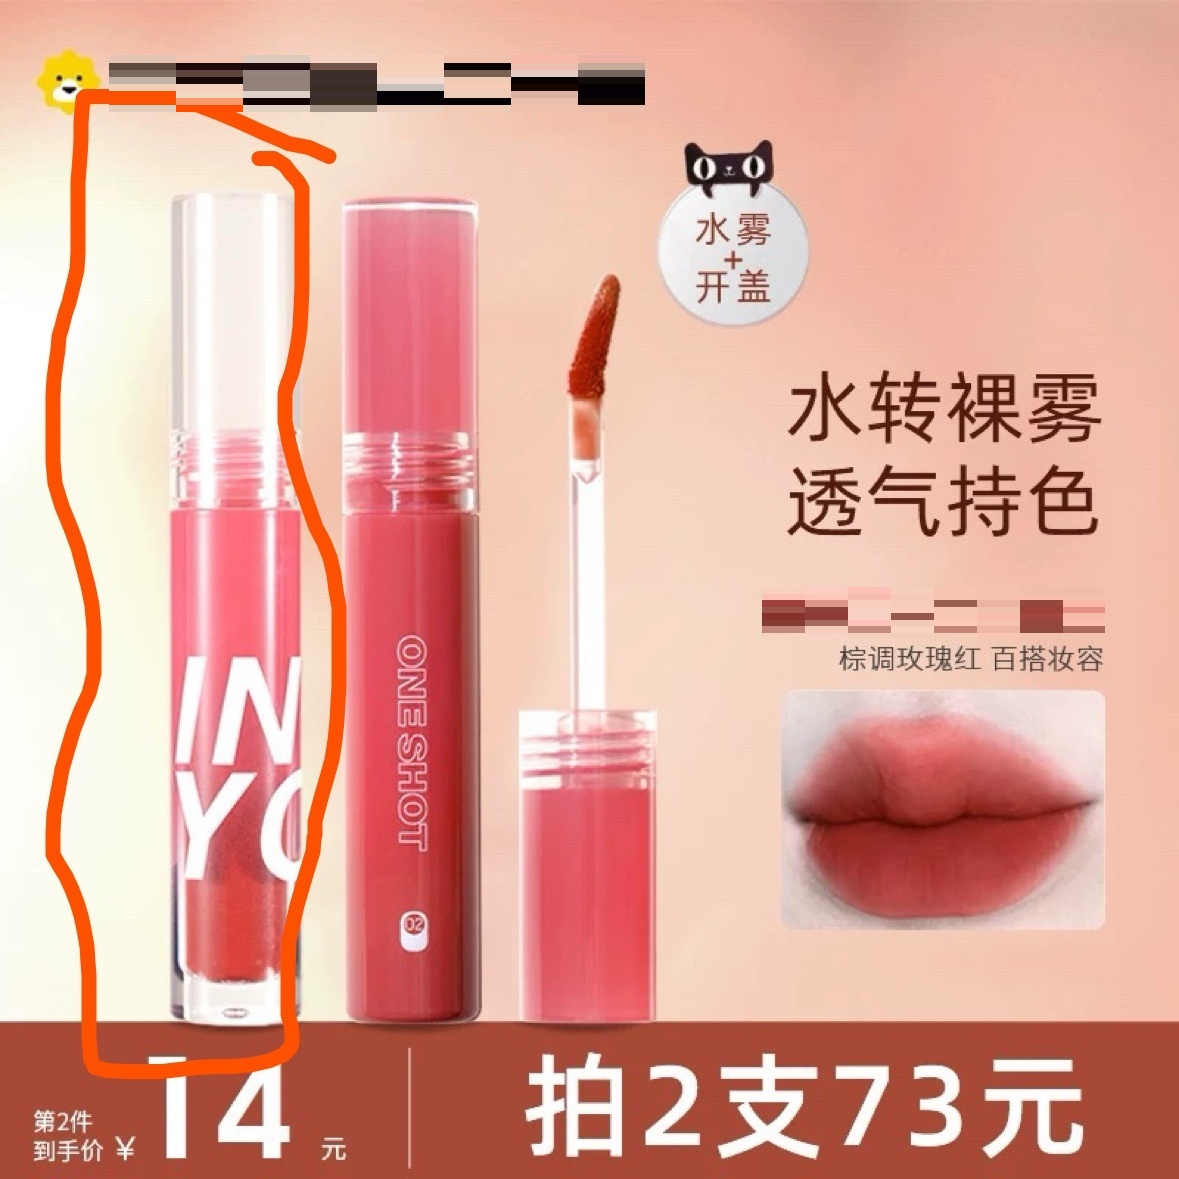 水雾
+
开盖
水转裸雾
透气持色
棕调玫瑰红 百搭妆容
IN
Y
ONE SHOT
02
第2件
到手价￥14元
拍2支73元